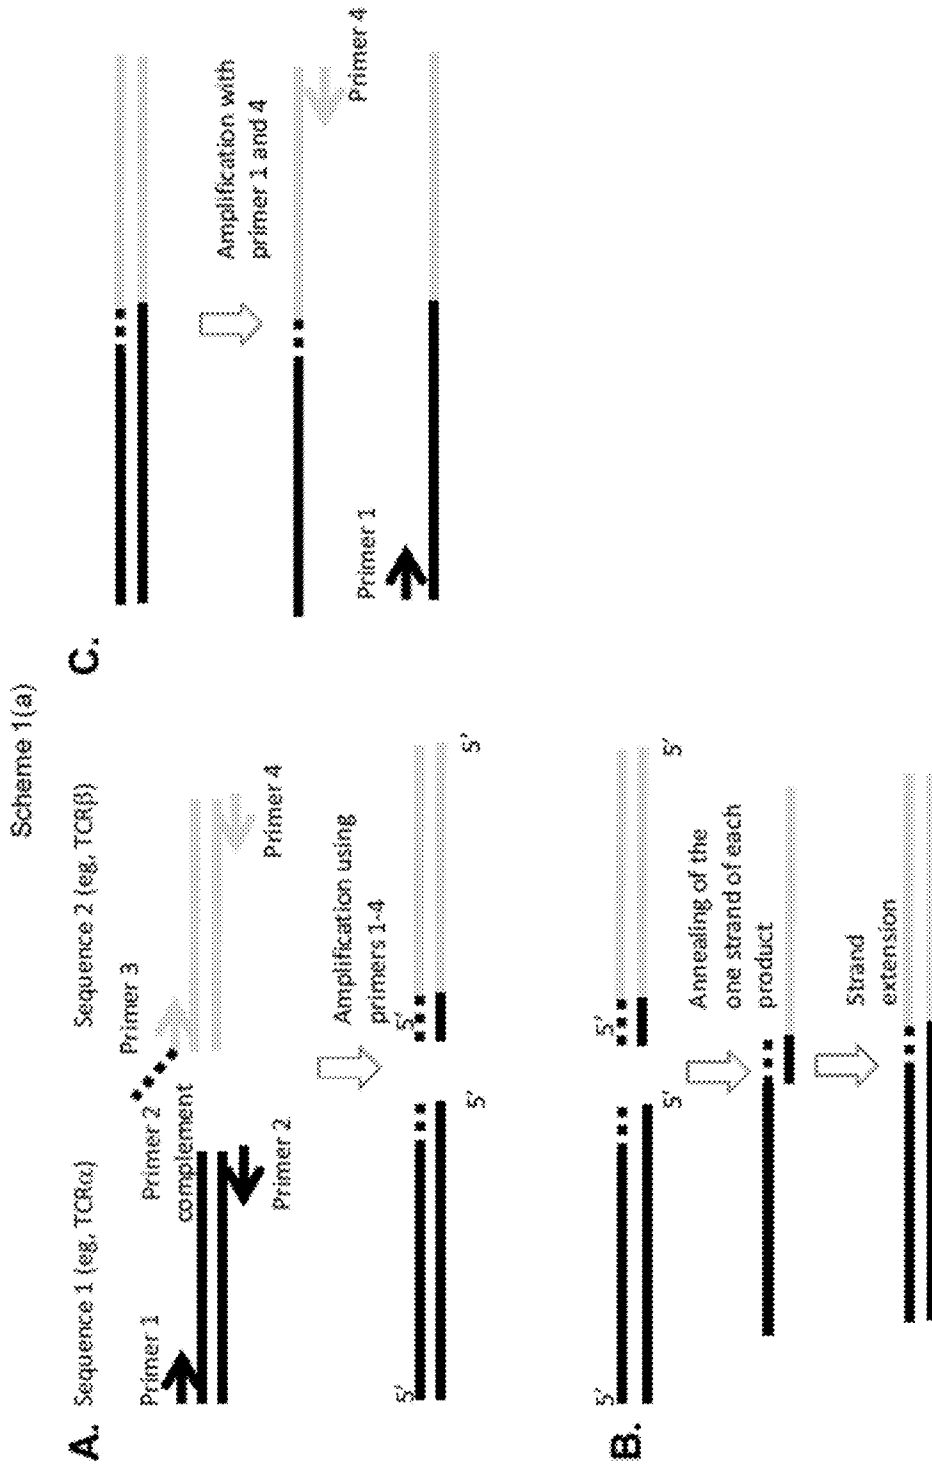 Scheme 1(a)
A.
Sequence 1 (eg, TCRα)
Sequence 2 (eg, TCRβ)
Primer 1
Primer 2
complement
Primer 3
Primer 2
Primer 4
Amplification using
primers 1-4
5'
5'
5'
5'
B.
5'
5'
5'
5'
Annealing of the
one strand of each
product
Strand
extension
C.
Amplification with
primer 1 and 4
Primer 4
Primer 1